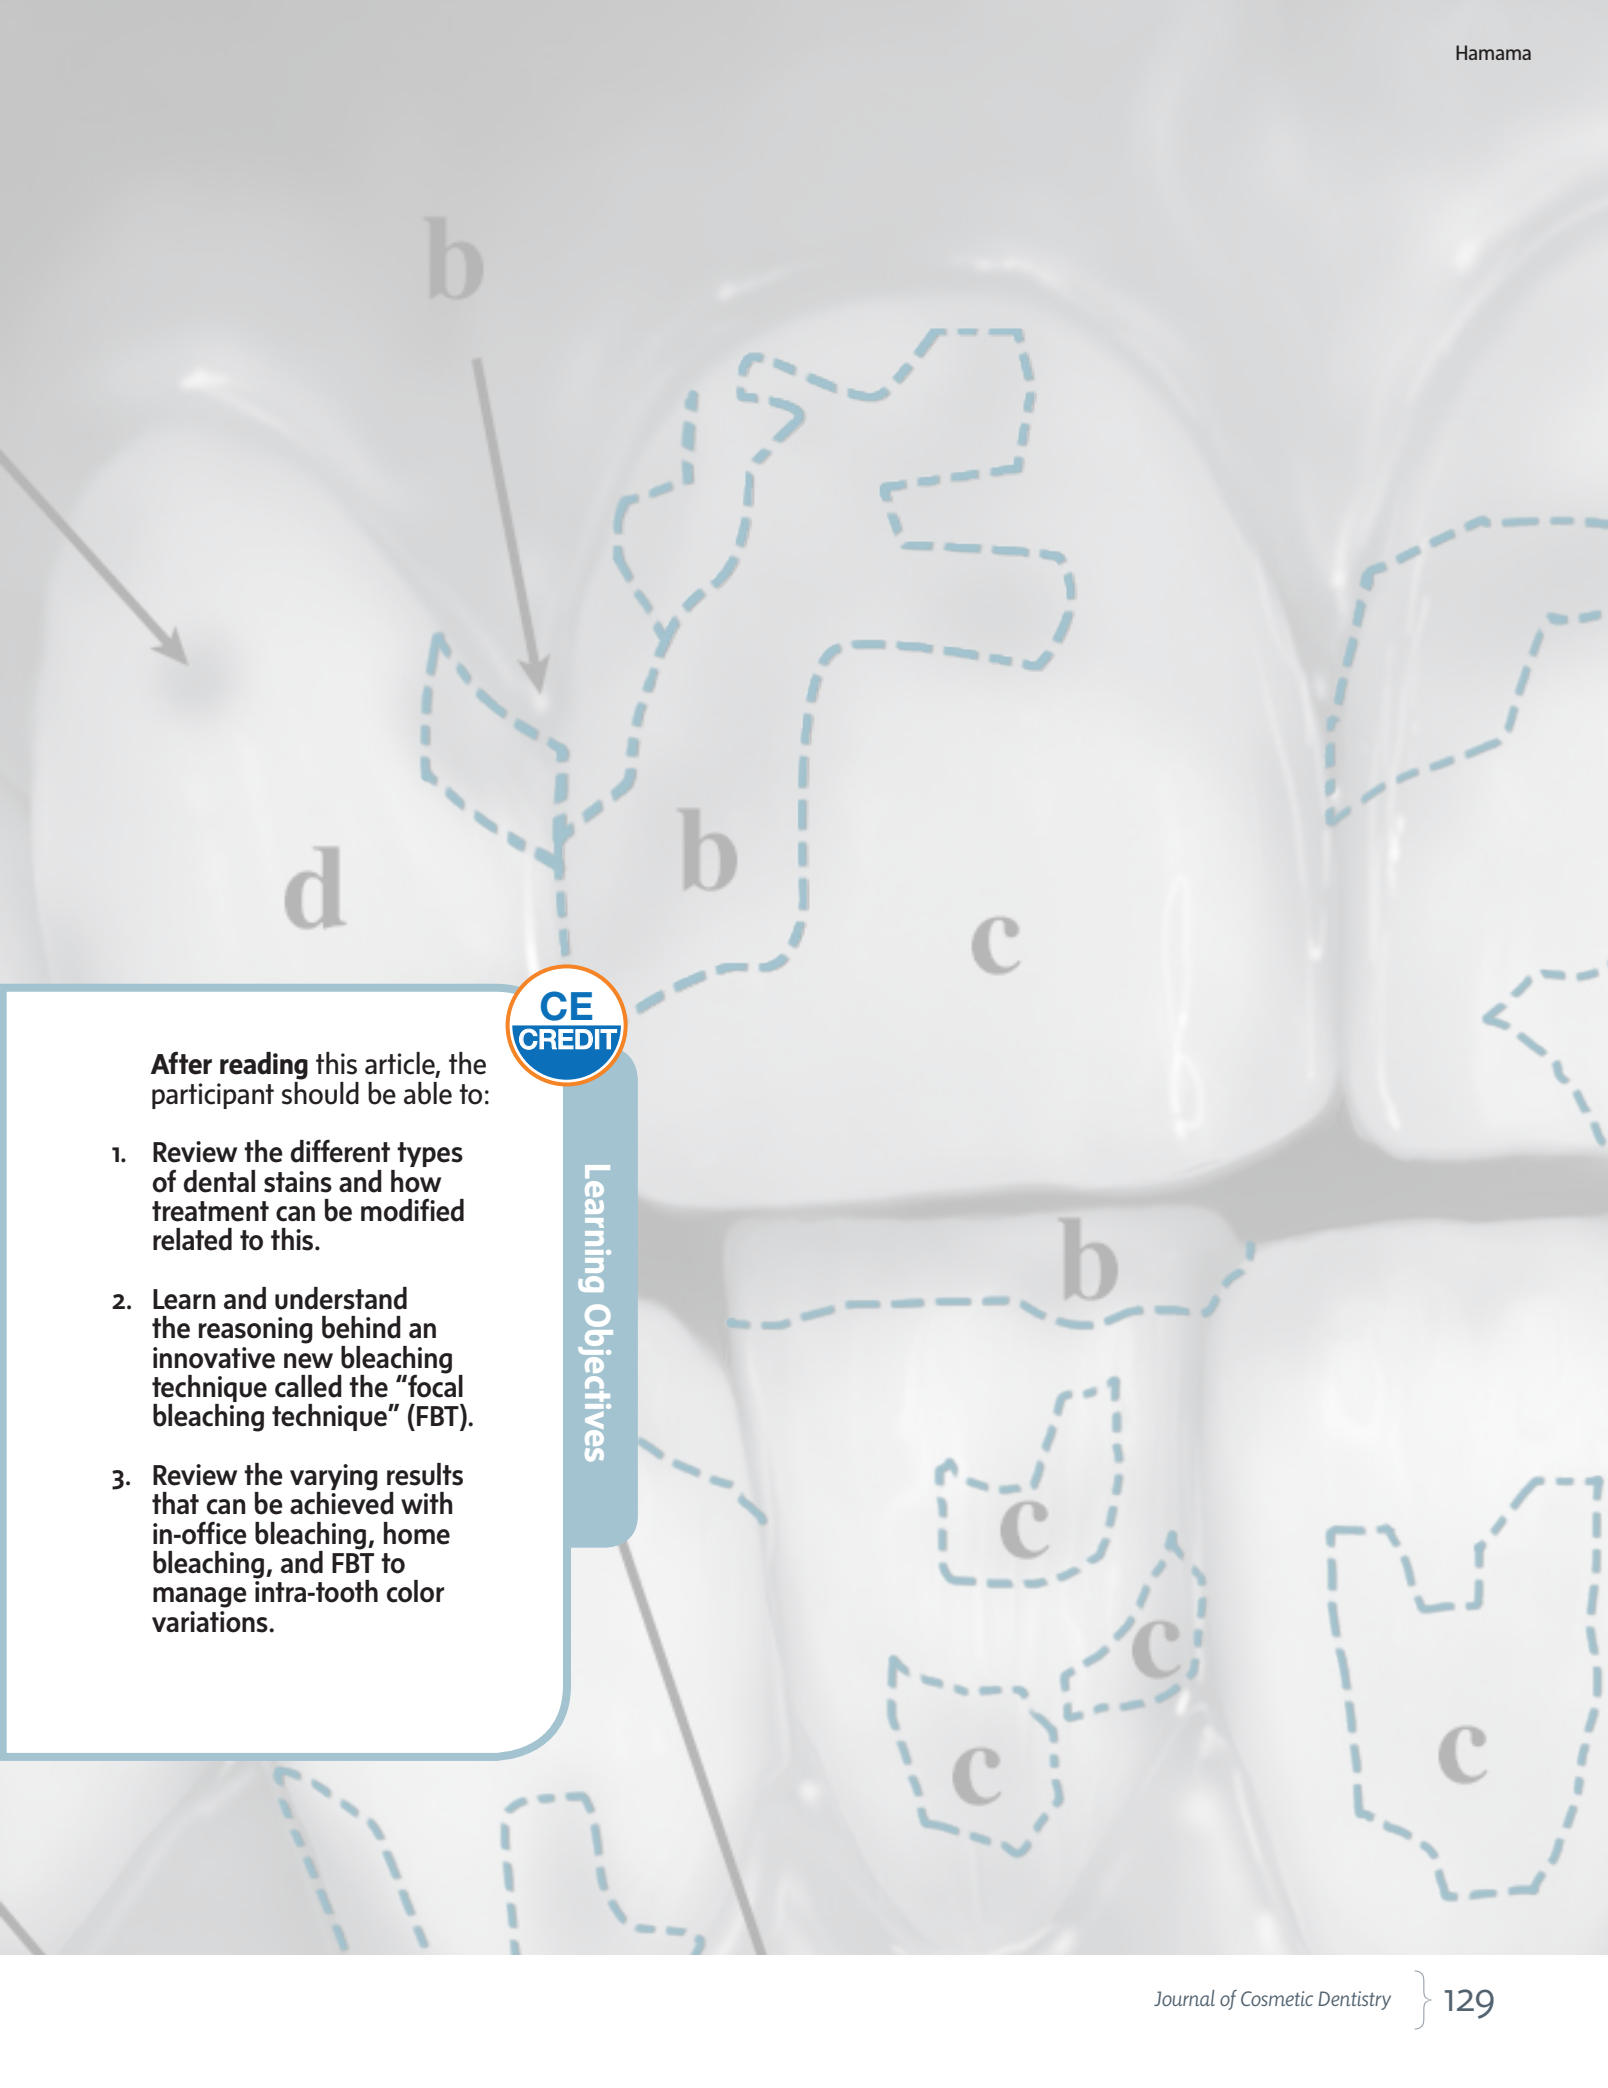 Hamama
b
b
d
c
CE
CREDIT
After reading this article, the
participant should be able to:
1. Review the different types
of dental stains and how
treatment can be modified
related to this.
2. Learn and understand
the reasoning behind an
innovative new bleaching
technique called the “focal
bleaching technique” (FBT).
3. Review the varying results
that can be achieved with
in-office bleaching, home
bleaching, and FBT to
manage intra-tooth color
variations.
Learning Objectives
b
c
c
c
c
Journal of Cosmetic Dentistry
129